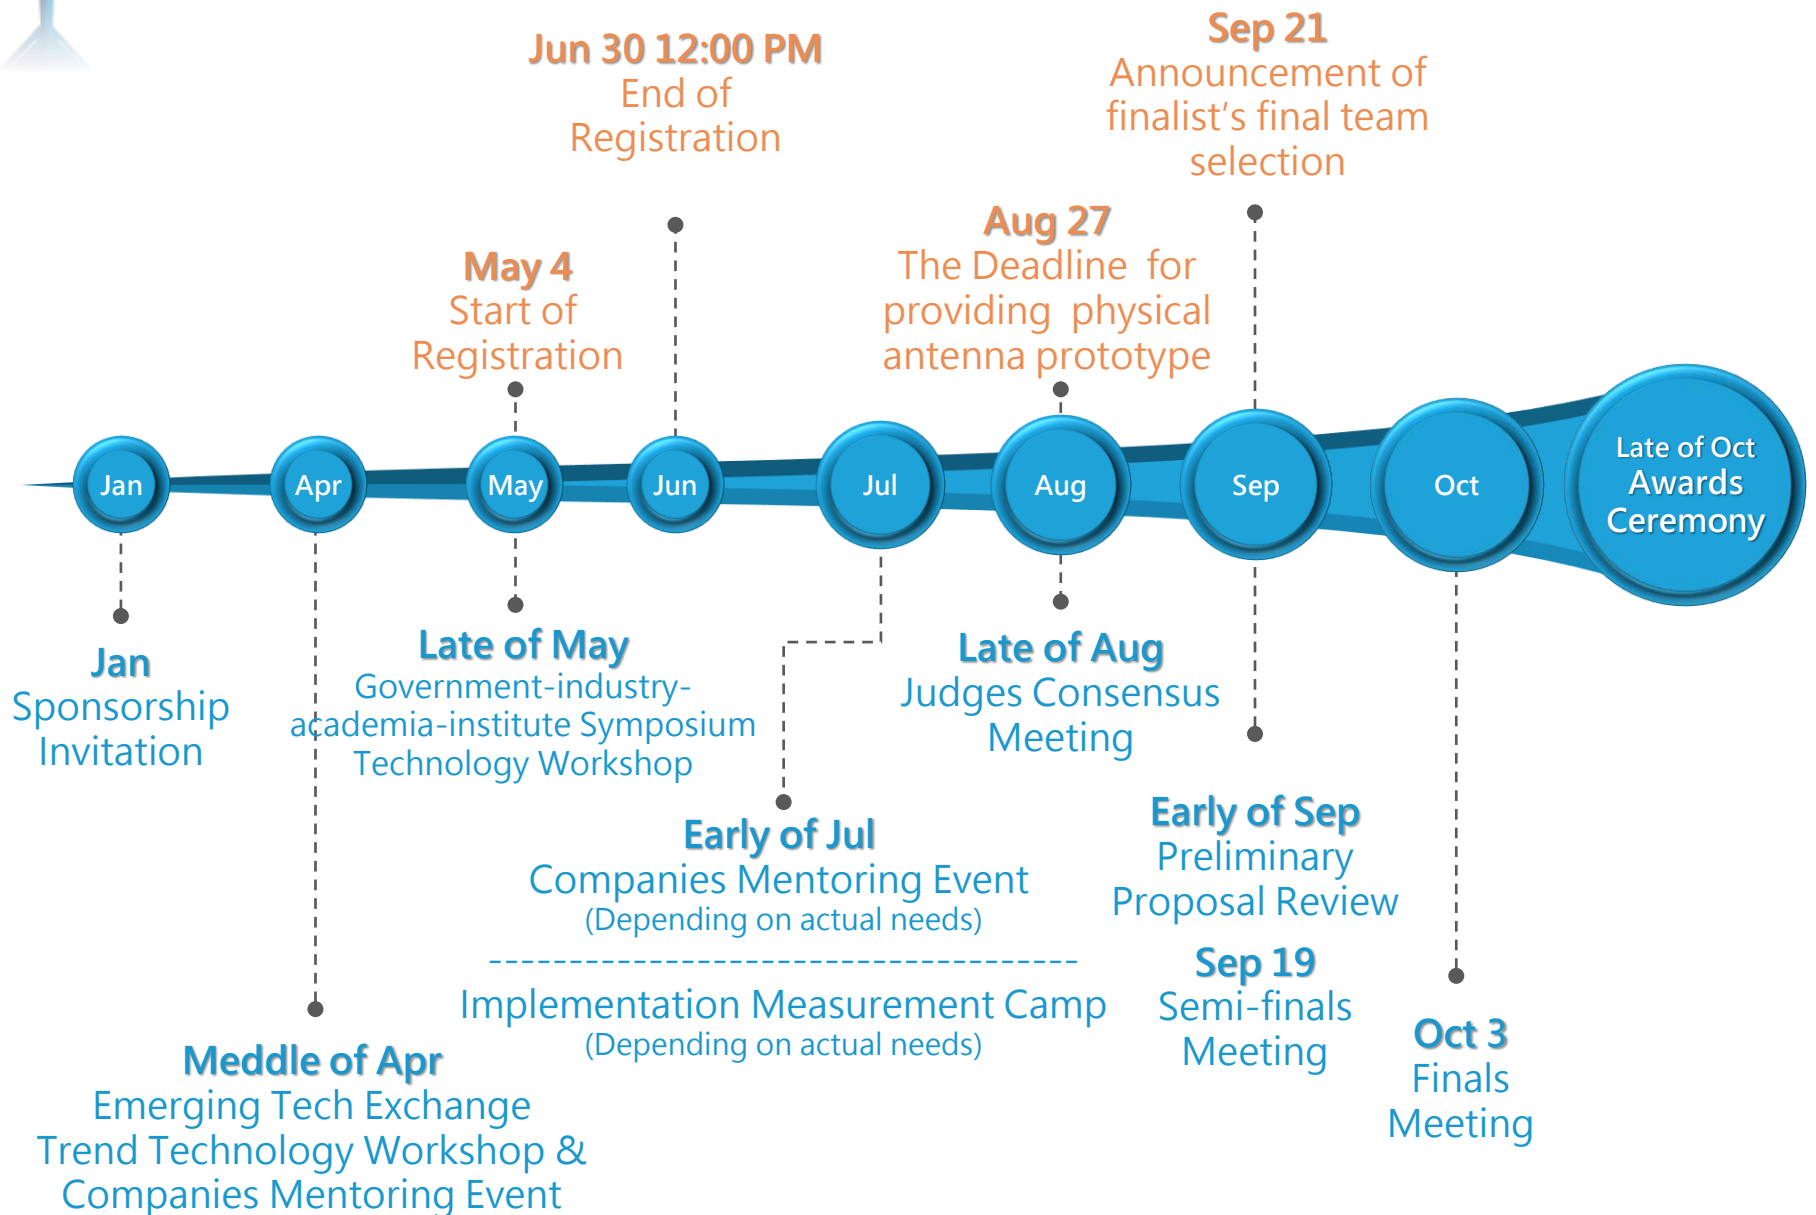 Jun 30 12:00 PM
End of
Registration
Sep 21
Announcement of
finalist‘s final team
selection
May 4
Start of
Registration
Aug 27
The Deadline for
providing physical
antenna prototype
Jan
Apr
May
Jun
Jul
Aug
Sep
Oct
Late of Oct
Awards
Ceremony
Jan
Sponsorship
Invitation
Late of May
Government-industry-
academia-institute Symposium
Technology Workshop
Late of Aug
Judges Consensus
Meeting
Early of Jul
Companies Mentoring Event
(Depending on actual needs)
Implementation Measurement Camp
(Depending on actual needs)
Early of Sep
Preliminary
Proposal Review
Sep 19
Semi-finals
Meeting
Oct 3
Finals
Meeting
Meddle of Apr
Emerging Tech Exchange
Trend Technology Workshop &
Companies Mentoring Event